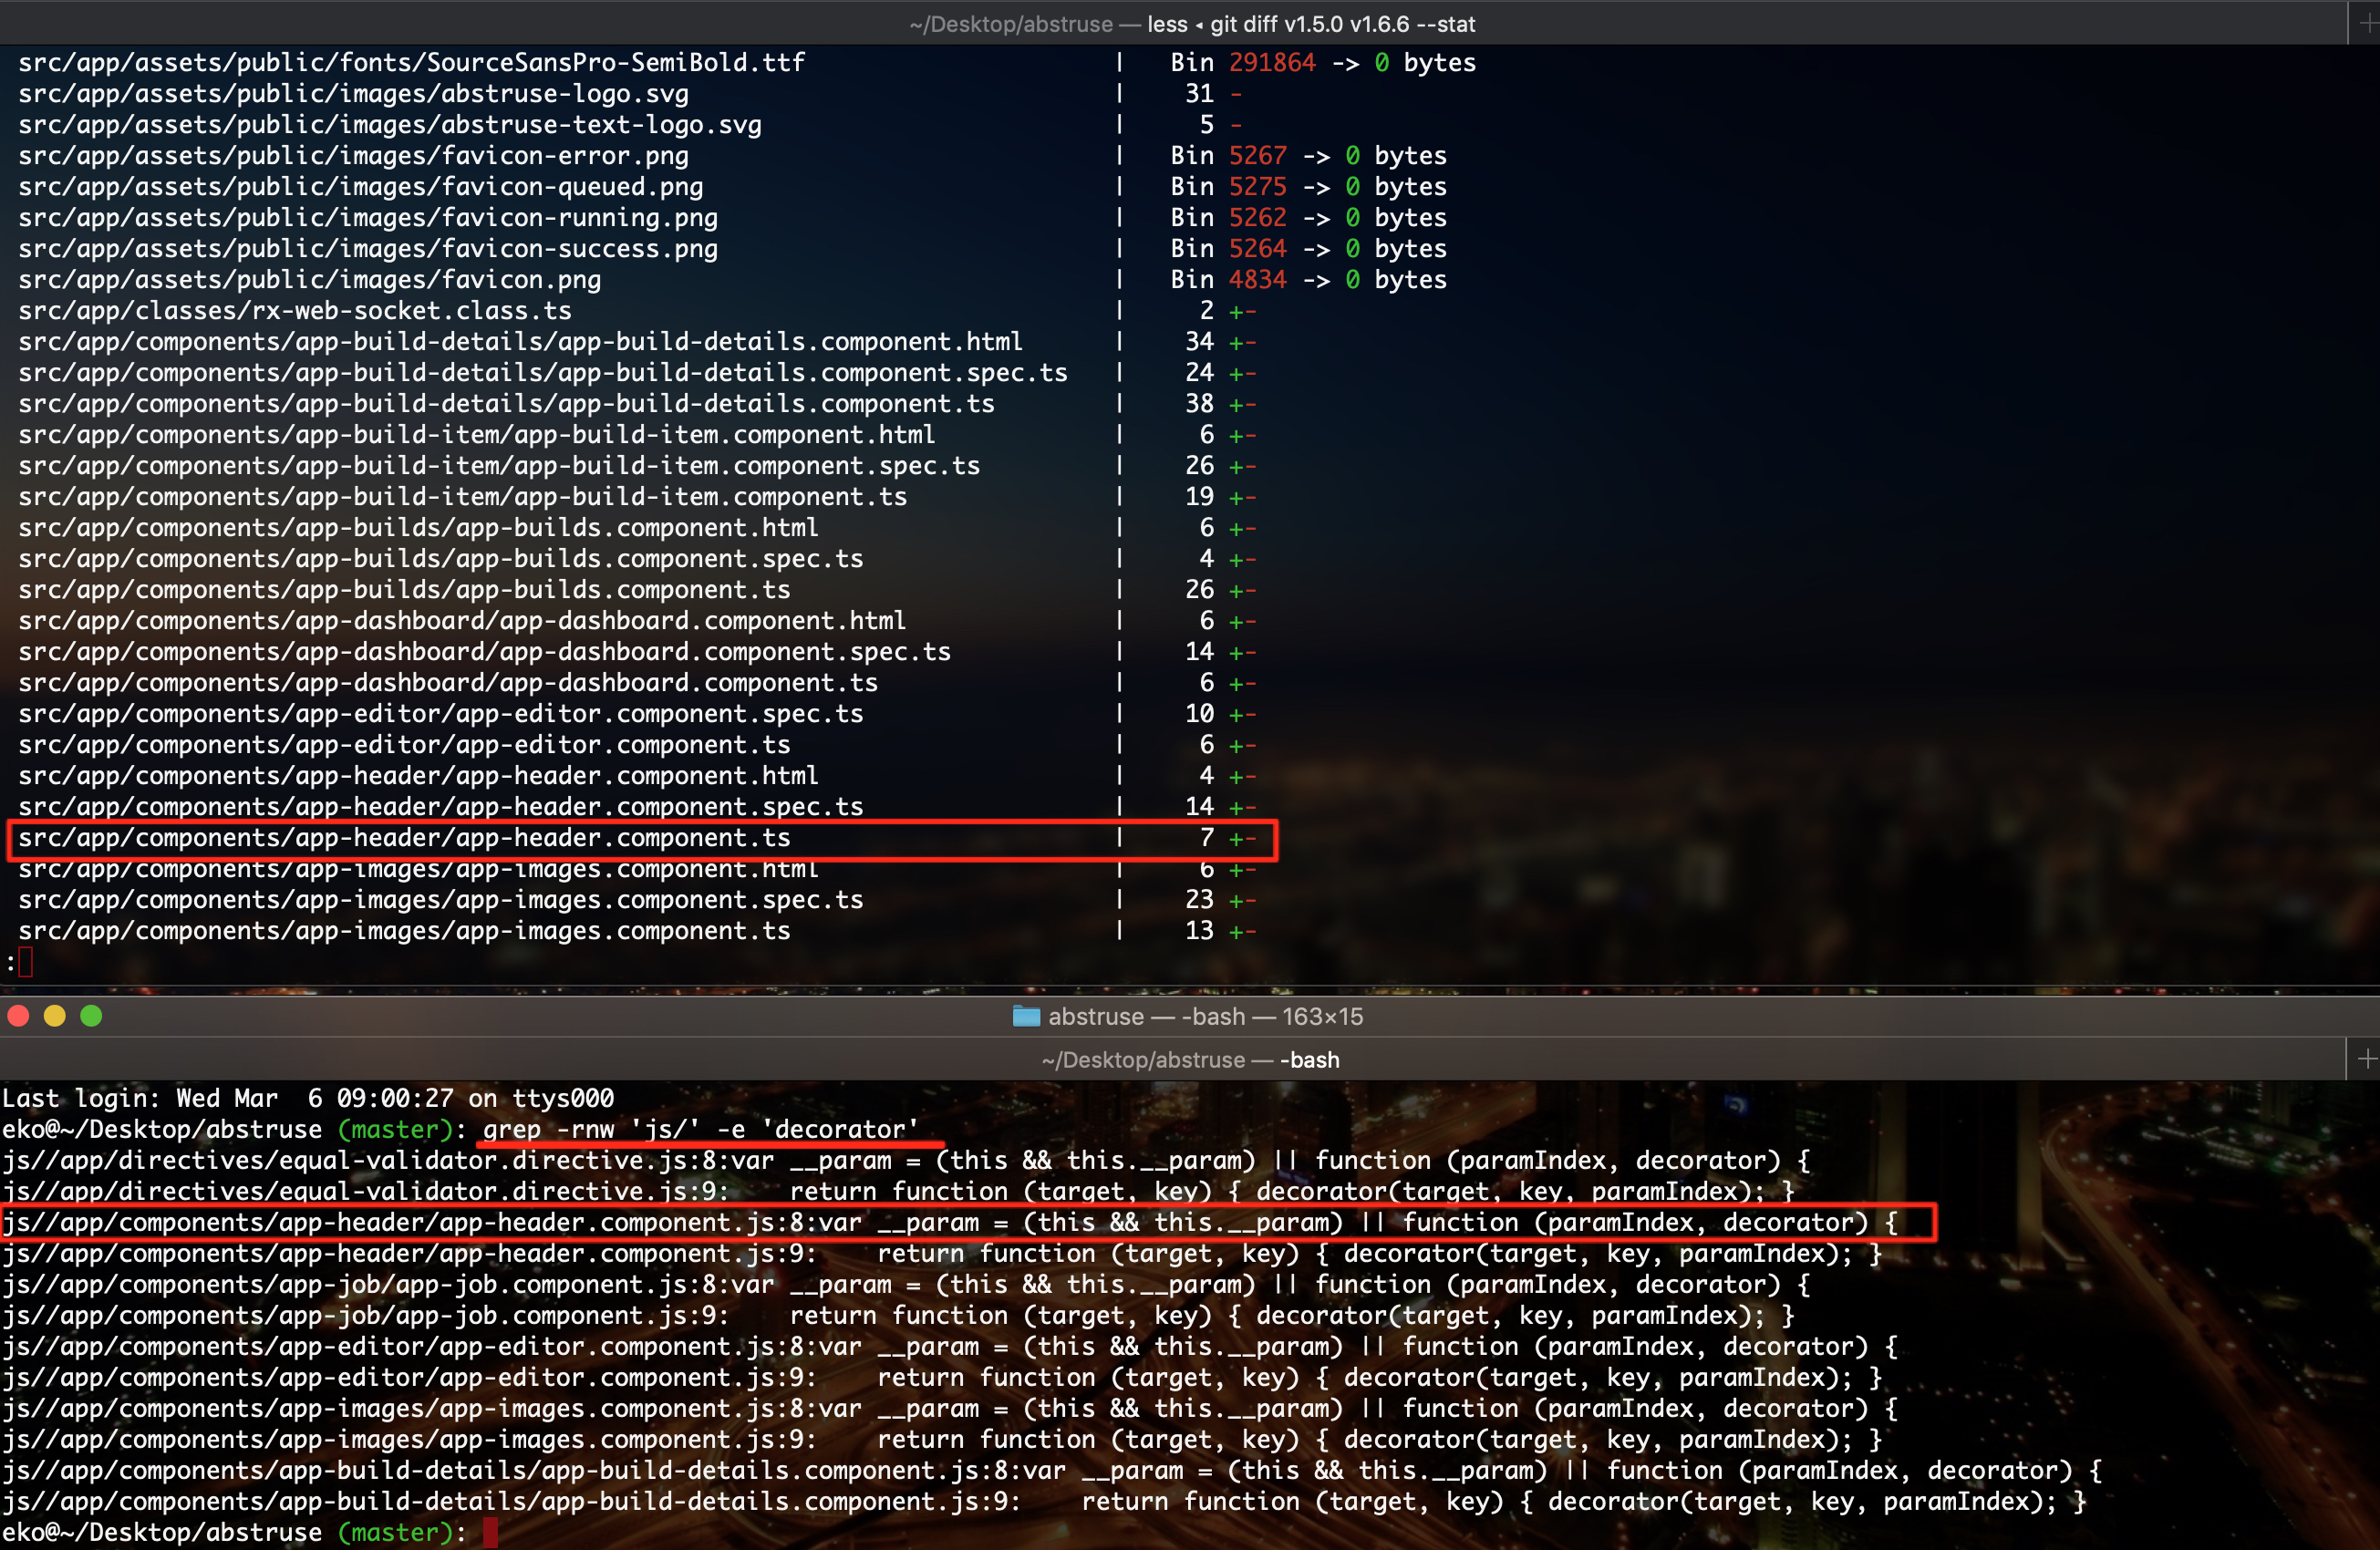 ~/Desktop/abstruse — less ◂ git diff v1.5.0 v1.6.6 --stat
src/app/assets/public/fonts/SourceSansPro-SemiBold.ttf | Bin 291864 -> 0 bytes
src/app/assets/public/images/abstruse-logo.svg | 31 -
src/app/assets/public/images/abstruse-text-logo.svg | 5 -
src/app/assets/public/images/favicon-error.png | Bin 5267 -> 0 bytes
src/app/assets/public/images/favicon-queued.png | Bin 5275 -> 0 bytes
src/app/assets/public/images/favicon-running.png | Bin 5262 -> 0 bytes
src/app/assets/public/images/favicon-success.png | Bin 5264 -> 0 bytes
src/app/assets/public/images/favicon.png | Bin 4834 -> 0 bytes
src/app/classes/rx-web-socket.class.ts | 2 +-
src/app/components/app-build-details/app-build-details.component.html | 34 +-
src/app/components/app-build-details/app-build-details.component.spec.ts | 24 +-
src/app/components/app-build-details/app-build-details.component.ts | 38 +-
src/app/components/app-build-item/app-build-item.component.html | 6 +-
src/app/components/app-build-item/app-build-item.component.spec.ts | 26 +-
src/app/components/app-build-item/app-build-item.component.ts | 19 +-
src/app/components/app-builds/app-builds.component.html | 6 +-
src/app/components/app-builds/app-builds.component.spec.ts | 4 +-
src/app/components/app-builds/app-builds.component.ts | 26 +-
src/app/components/app-dashboard/app-dashboard.component.html | 6 +-
src/app/components/app-dashboard/app-dashboard.component.spec.ts | 14 +-
src/app/components/app-dashboard/app-dashboard.component.ts | 6 +-
src/app/components/app-editor/app-editor.component.spec.ts | 10 +-
src/app/components/app-editor/app-editor.component.ts | 6 +-
src/app/components/app-header/app-header.component.html | 4 +-
src/app/components/app-header/app-header.component.spec.ts | 14 +-
src/app/components/app-header/app-header.component.ts | 7 +-
src/app/components/app-images/app-images.component.html | 6 +-
src/app/components/app-images/app-images.component.spec.ts | 23 +-
src/app/components/app-images/app-images.component.ts | 13 +-
:
abstruse — -bash — 163×15
~/Desktop/abstruse — -bash
Last login: Wed Mar  6 09:00:27 on ttys000
eko@~/Desktop/abstruse (master): grep -rnw 'js/' -e 'decorator'
js//app/directives/equal-validator.directive.js:8:var __param = (this && this.__param) || function (paramIndex, decorator) {
js//app/directives/equal-validator.directive.js:9:    return function (target, key) { decorator(target, key, paramIndex); }
js//app/components/app-header/app-header.component.js:8:var __param = (this && this.__param) || function (paramIndex, decorator) {
js//app/components/app-header/app-header.component.js:9:    return function (target, key) { decorator(target, key, paramIndex); }
js//app/components/app-job/app-job.component.js:8:var __param = (this && this.__param) || function (paramIndex, decorator) {
js//app/components/app-job/app-job.component.js:9:    return function (target, key) { decorator(target, key, paramIndex); }
js//app/components/app-editor/app-editor.component.js:8:var __param = (this && this.__param) || function (paramIndex, decorator) {
js//app/components/app-editor/app-editor.component.js:9:    return function (target, key) { decorator(target, key, paramIndex); }
js//app/components/app-images/app-images.component.js:8:var __param = (this && this.__param) || function (paramIndex, decorator) {
js//app/components/app-images/app-images.component.js:9:    return function (target, key) { decorator(target, key, paramIndex); }
js//app/components/app-build-details/app-build-details.component.js:8:var __param = (this && this.__param) || function (paramIndex, decorator) {
js//app/components/app-build-details/app-build-details.component.js:9:    return function (target, key) { decorator(target, key, paramIndex); }
eko@~/Desktop/abstruse (master):